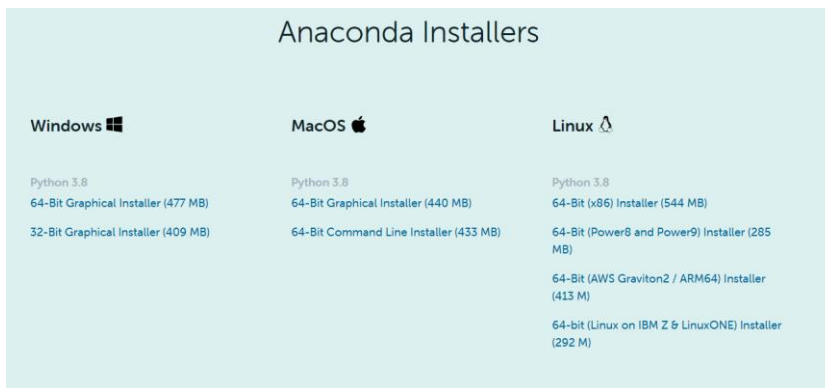 Anaconda Installers
Windows
Python 3.8
64-Bit Graphical Installer (477 MB)
32-Bit Graphical Installer (409 MB)
MacOS
Python 3.8
64-Bit Graphical Installer (440 MB)
64-Bit Command Line Installer (433 MB)
Linux
Python 3.8
64-Bit (x86) Installer (544 MB)
64-Bit (Power8 and Power9) Installer (285
MB)
64-Bit (AWS Graviton2 / ARM64) Installer
(413 M)
64-bit (Linux on IBM Z & LinuxONE) Installer
(292 M)